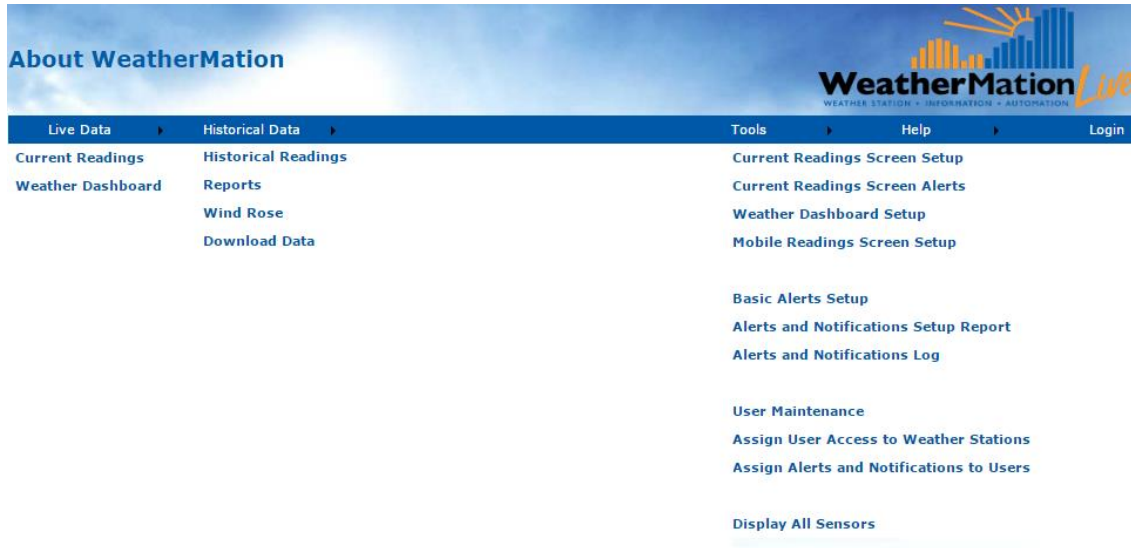 About WeatherMation
WeatherMation Live
WEATHER STATION • INFORMATION • AUTOMATION
Live Data Historical Data Tools Help Login
Current Readings
Weather Dashboard
Historical Readings
Reports
Wind Rose
Download Data
Current Readings Screen Setup
Current Readings Screen Alerts
Weather Dashboard Setup
Mobile Readings Screen Setup
Basic Alerts Setup
Alerts and Notifications Setup Report
Alerts and Notifications Log
User Maintenance
Assign User Access to Weather Stations
Assign Alerts and Notifications to Users
Display All Sensors